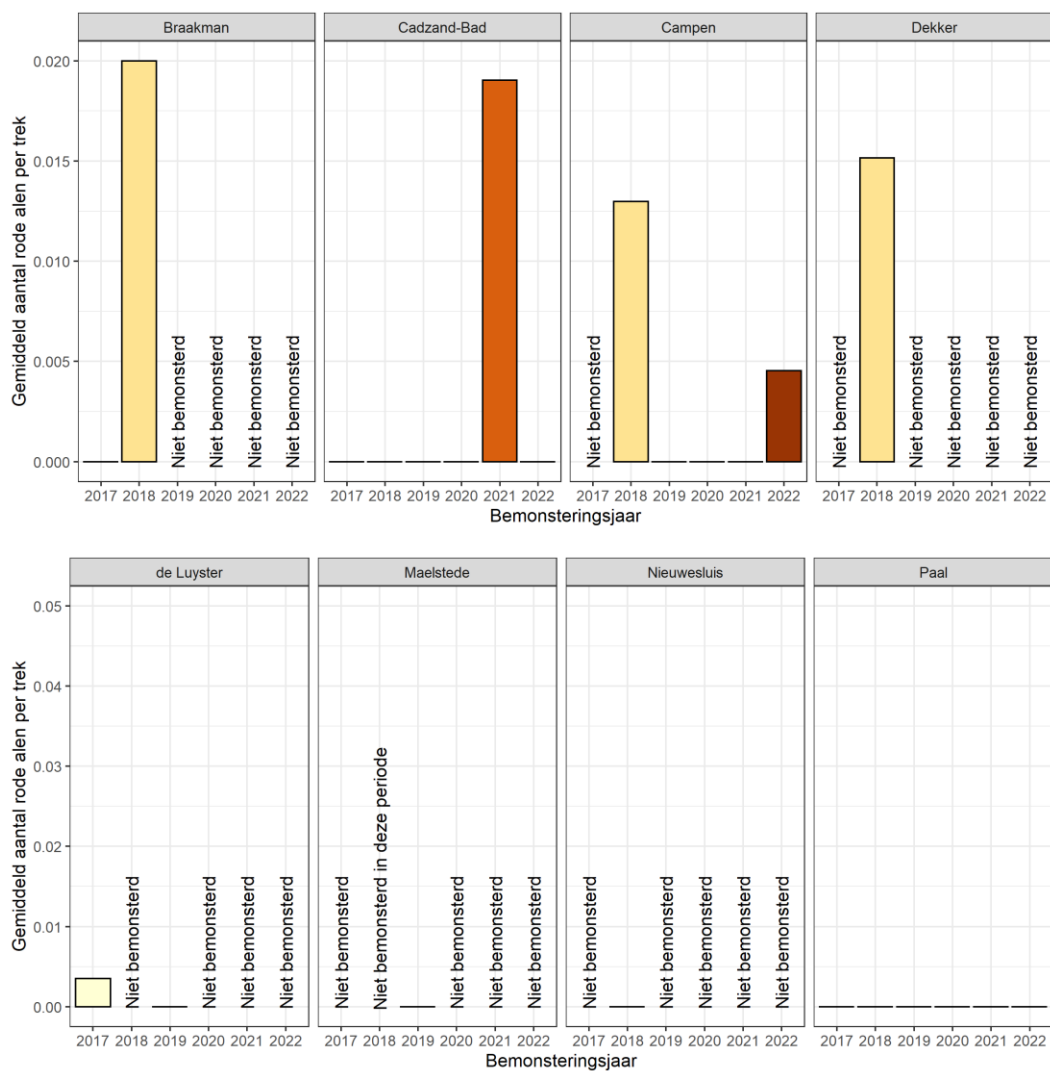 Braakman
Cadzand-Bad
Campen
Dekker
Gemiddeld aantal rode alen per trek
0.020
0.015
0.010
0.005
0.000
Niet bemonsterd
Niet bemonsterd
Niet bemonsterd
Niet bemonsterd
Niet bemonsterd
Niet bemonsterd
Niet bemonsterd
Niet bemonsterd
Niet bemonsterd
Niet bemonsterd
2017 2018 2019 2020 2021 2022
2017 2018 2019 2020 2021 2022
2017 2018 2019 2020 2021 2022
2017 2018 2019 2020 2021 2022
Bemonsteringsjaar
de Luyster
Maelstede
Nieuwesluis
Paal
Gemiddeld aantal rode alen per trek
0.05
0.04
0.03
0.02
0.01
0.00
Niet bemonsterd
Niet bemonsterd
Niet bemonsterd
Niet bemonsterd
Niet bemonsterd
Niet bemonsterd in deze periode
Niet bemonsterd
Niet bemonsterd
Niet bemonsterd
Niet bemonsterd
Niet bemonsterd
Niet bemonsterd
Niet bemonsterd
Niet bemonsterd
2017 2018 2019 2020 2021 2022
2017 2018 2019 2020 2021 2022
2017 2018 2019 2020 2021 2022
2017 2018 2019 2020 2021 2022
Bemonsteringsjaar